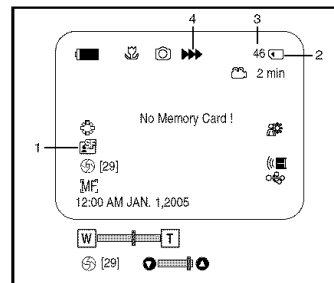 4 3
46 2
2 min
No Memory Card !
1
[29]
MF
12:00 AM JAN. 1,2005
W T
[29]